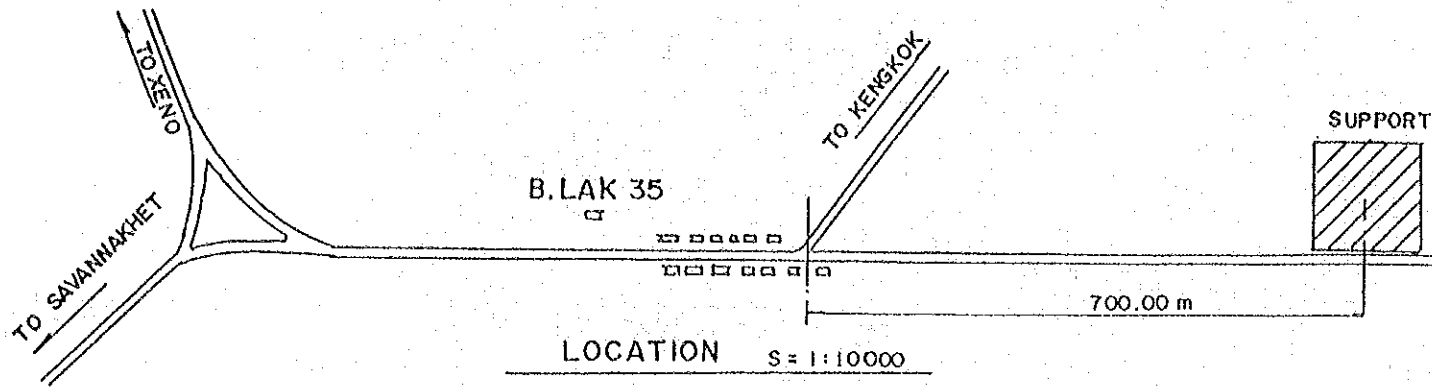 TO XENO
TO KENGKOK
SUPPORT
B.LAK 35
TO SAVANNAKHET
700.00 m
LOCATION S=1:10000